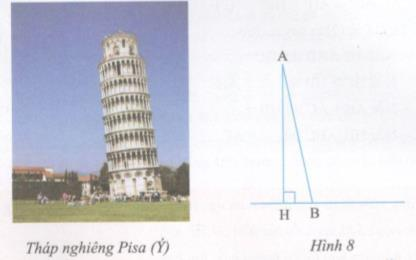 A
H B
Tháp nghiêng Pisa (Ý)
Hình 8